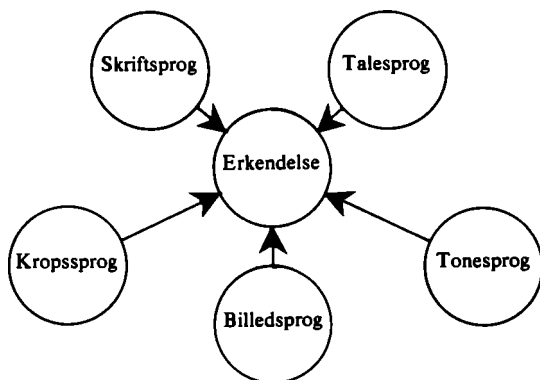 Skriftsprog
Talesprog
Erkendelse
Kropssprog
Tonesprog
Billedsprog